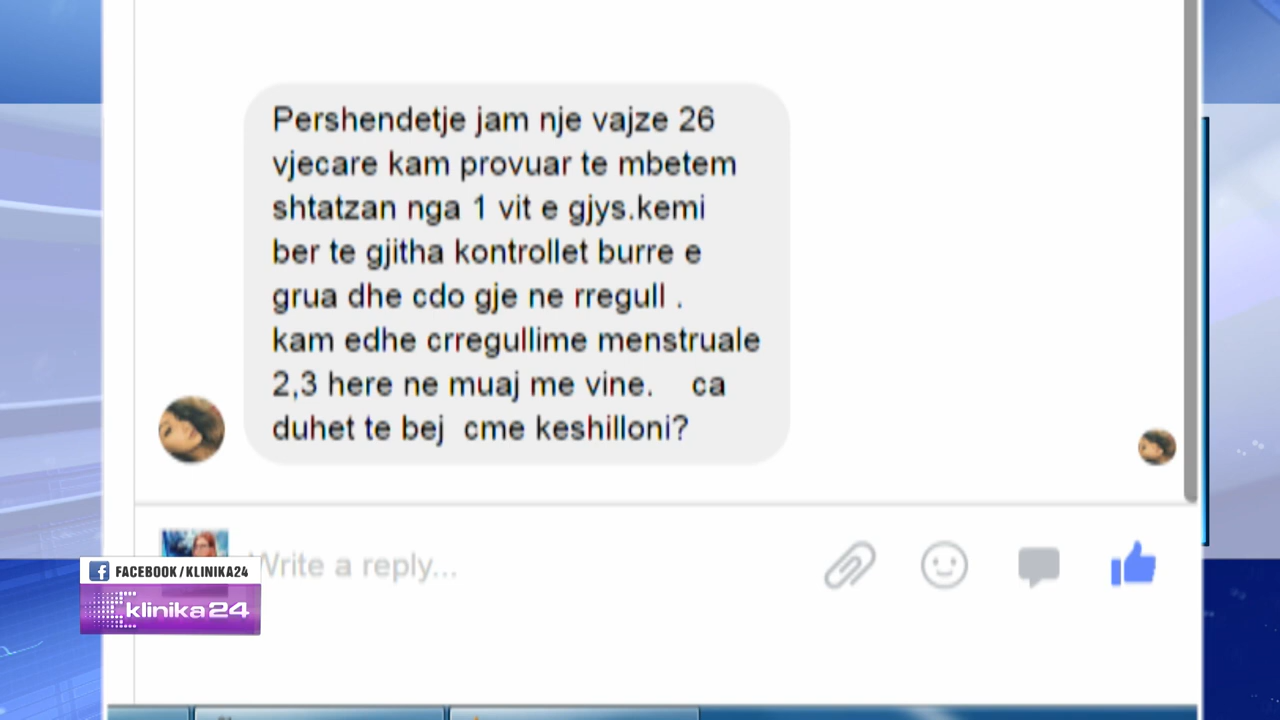 Pershendetje jam nje vajze 26
vjecare kam provuar te mbetem
shtatzan nga 1 vit e gjys.kemi
ber te gjitha kontrollet burre e
grua dhe cdo gje ne rregull .
kam edhe crregullime menstruale
2,3 here ne muaj me vine. ca
duhet te bej cme keshilloni?
Write a reply...
FACEBOOK/KLINIKA24
klinika24